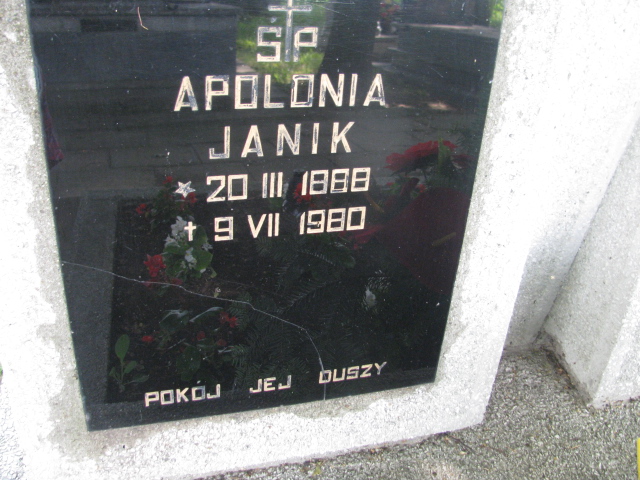 ŚP
APOLONIA
JANIK
* 20 III 1888
† 9 VII 1980
POKÓJ JEJ DUSZY